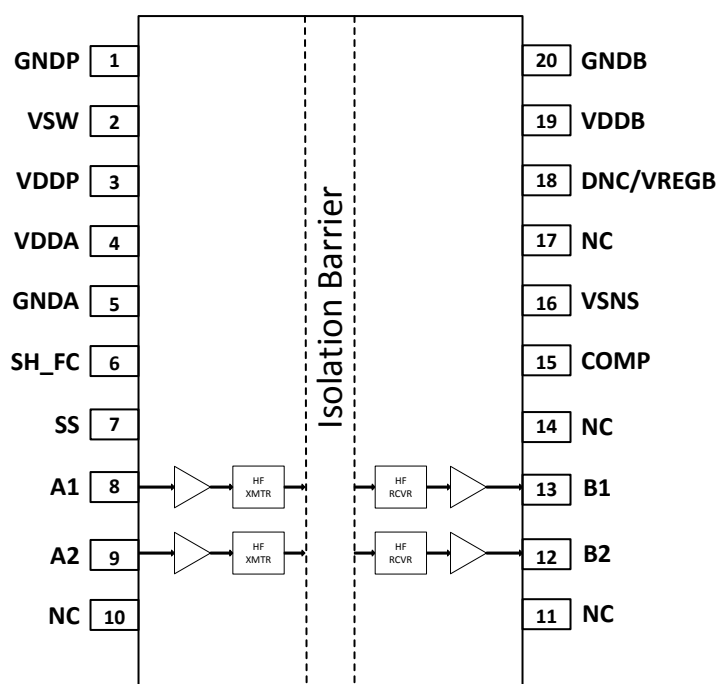 GNDP 1
20 GNDB
VSW 2
19 VDDB
VDDP 3
18 DNC/VREGB
VDDA 4
17 NC
GNDA 5
16 VSNS
SH_FC 6
15 COMP
SS 7
14 NC
Isolation Barrier
A1 8
HF
XMTR
HF
RCVR
13 B1
A2 9
HF
XMTR
HF
RCVR
12 B2
NC 10
11 NC